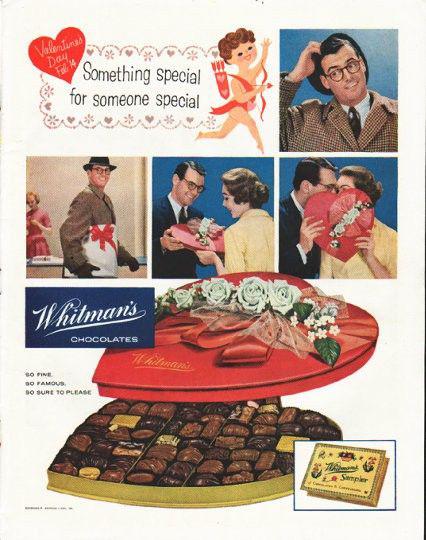 Valentines
Day
Feb 14
Something special
for someone special
Whitman's
CHOCOLATES
Whitman's
SO FINE,
SO FAMOUS,
SO SURE TO PLEASE
Whitman's
Sampler